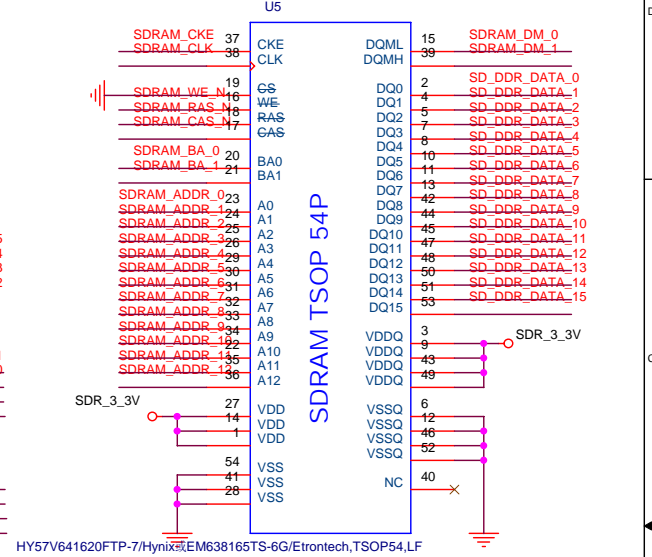 U5
SDRAM_CKE 37 CKE DQML 15 SDRAM_DM_0
SDRAM_CLK 38 CLK DQMH 39 SDRAM_DM_1
19 CS DQ0 2 SD_DDR_DATA_0
SDRAM_WE_N 16 WE DQ1 4 SD_DDR_DATA_1
SDRAM_RAS_N 18 RAS DQ2 5 SD_DDR_DATA_2
SDRAM_CAS_N 17 CAS DQ3 7 SD_DDR_DATA_3
DQ4 8 SD_DDR_DATA_4
SDRAM_BA_0 20 BA0 DQ5 10 SD_DDR_DATA_5
SDRAM_BA_1 21 BA1 DQ6 11 SD_DDR_DATA_6
DQ7 13 SD_DDR_DATA_7
SDRAM_ADDR_0 23 A0 DQ8 42 SD_DDR_DATA_8
SDRAM_ADDR_1 24 A1 DQ9 44 SD_DDR_DATA_9
SDRAM_ADDR_2 25 A2 DQ10 45 SD_DDR_DATA_10
SDRAM_ADDR_3 26 A3 DQ11 47 SD_DDR_DATA_11
SDRAM_ADDR_4 29 A4 DQ12 48 SD_DDR_DATA_12
SDRAM_ADDR_5 30 A5 DQ13 50 SD_DDR_DATA_13
SDRAM_ADDR_6 31 A6 DQ14 51 SD_DDR_DATA_14
SDRAM_ADDR_7 32 A7 DQ15 53 SD_DDR_DATA_15
SDRAM_ADDR_8 33 A8
SDRAM_ADDR_9 34 A9 VDDQ 3 SDR_3_3V
SDRAM_ADDR_10 22 A10 VDDQ 9
SDRAM_ADDR_11 35 A11 VDDQ 43
SDRAM_ADDR_12 36 A12 VDDQ 49
SDR_3_3V
27 VDD VSSQ 6
14 VDD VSSQ 12
1 VDD VSSQ 46
VSSQ 52
54 VSS
41 VSS NC 40
28 VSS
SDRAM TSOP 54P
HY57V641620FTP-7/Hynix或EM638165TS-6G/Etrontech,TSOP54,LF